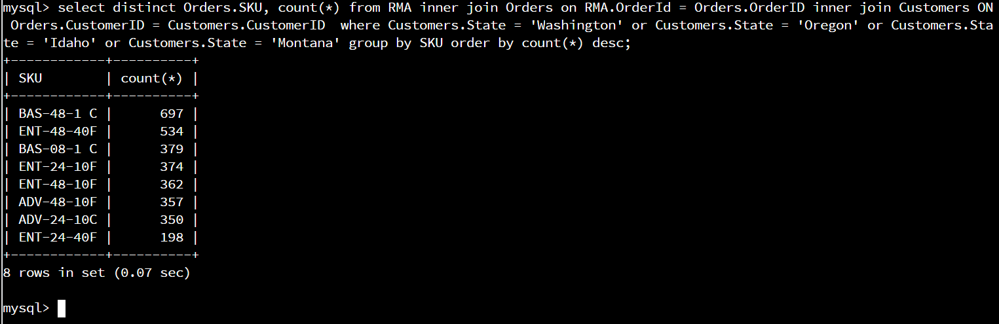 mysql> select distinct Orders.SKU, count(*) from RMA inner join Orders on RMA.OrderId = Orders.OrderID inner join Customers ON
 Orders.CustomerID = Customers.CustomerID  where Customers.State = 'Washington' or Customers.State = 'Oregon' or Customers.Sta
te = 'Idaho' or Customers.State = 'Montana' group by SKU order by count(*) desc;
+------------+----------+
| SKU        | count(*) |
+------------+----------+
| BAS-48-1 C |      697 |
| ENT-48-40F |      534 |
| BAS-08-1 C |      379 |
| ENT-24-10F |      374 |
| ENT-48-10F |      362 |
| ADV-48-10F |      357 |
| ADV-24-10C |      350 |
| ENT-24-40F |      198 |
+------------+----------+
8 rows in set (0.07 sec)
mysql>